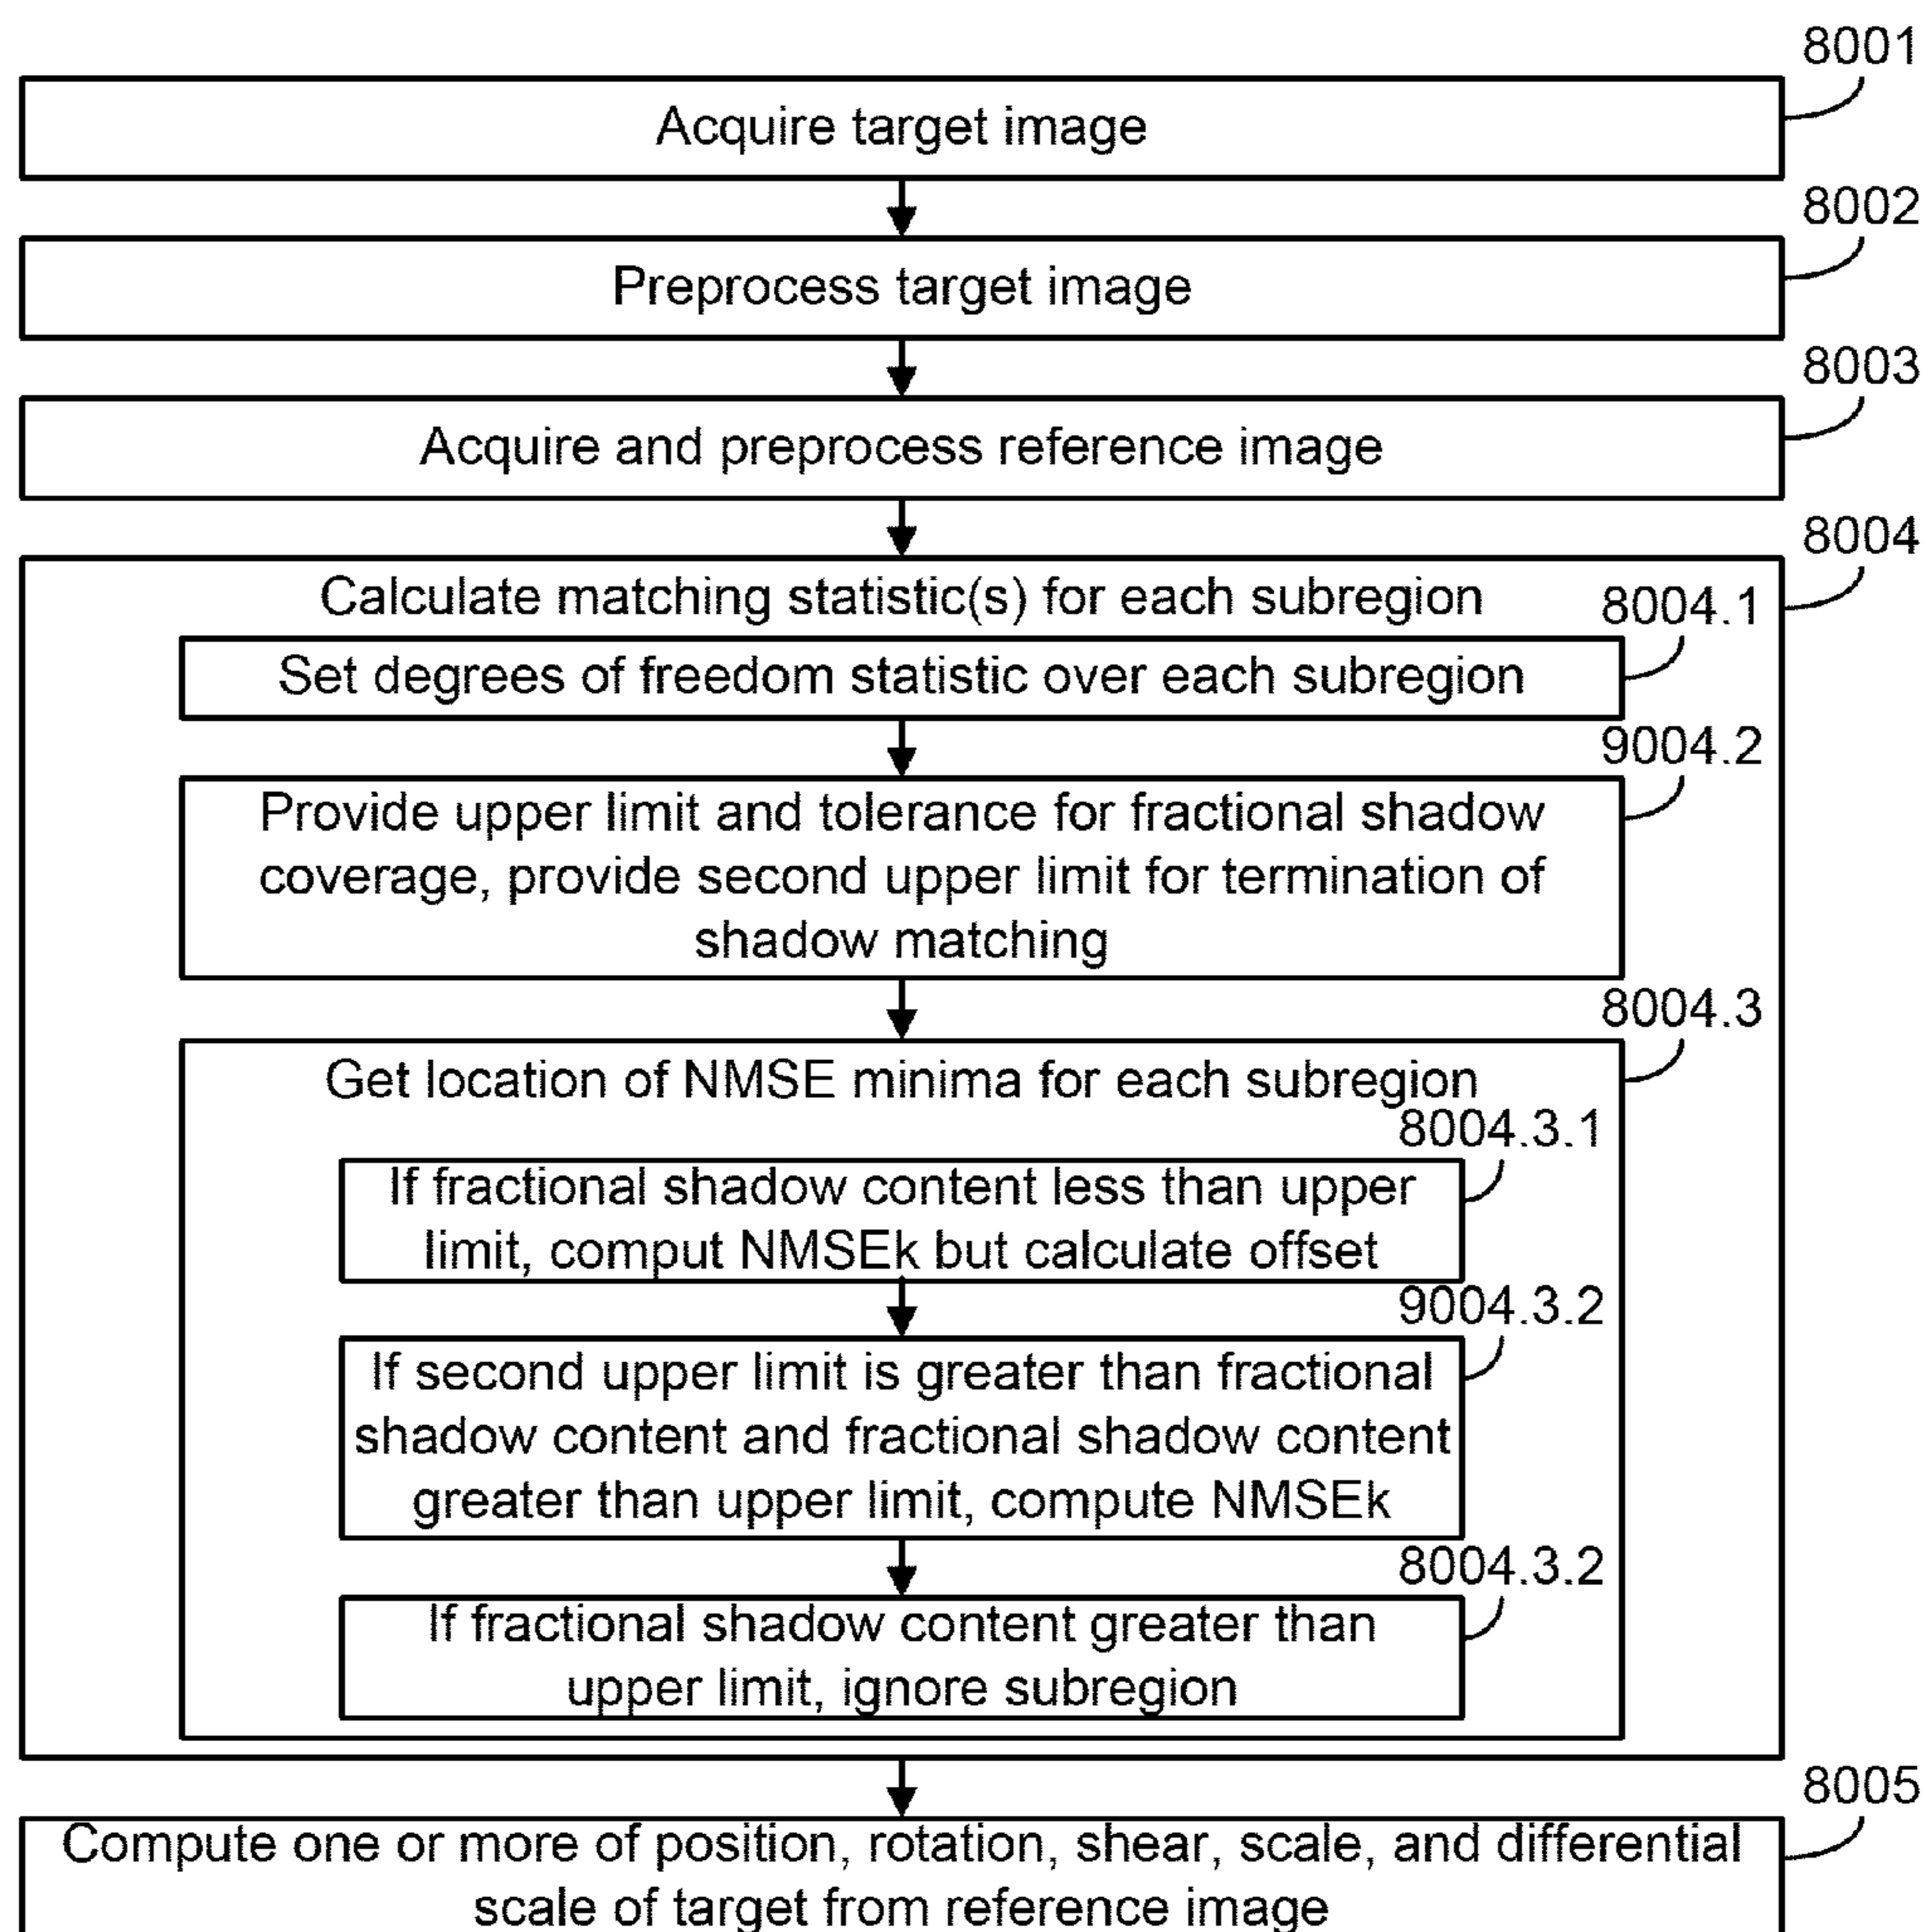 8001
Acquire target image
8002
Preprocess target image
8003
Acquire and preprocess reference image
8004
Calculate matching statistic(s) for each subregion
8004.1
Set degrees of freedom statistic over each subregion
9004.2
Provide upper limit and tolerance for fractional shadow
coverage, provide second upper limit for termination of
shadow matching
8004.3
Get location of NMSE minima for each subregion
8004.3.1
If fractional shadow content less than upper
limit, comput NMSEk but calculate offset
9004.3.2
If second upper limit is greater than fractional
shadow content and fractional shadow content
greater than upper limit, compute NMSEk
8004.3.2
If fractional shadow content greater than
upper limit, ignore subregion
8005
Compute one or more of position, rotation, shear, scale, and differential
scale of target from reference image